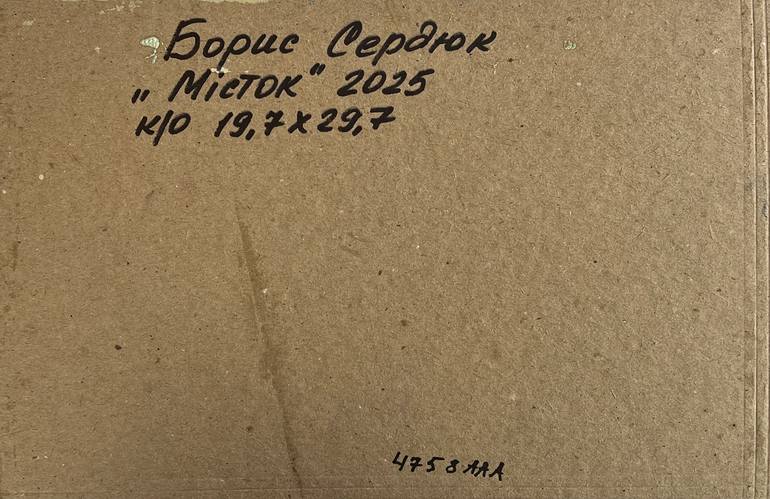 Борис Сердюк
„Місток" 2025
к/о 19,7 x 29,7
4758ААА